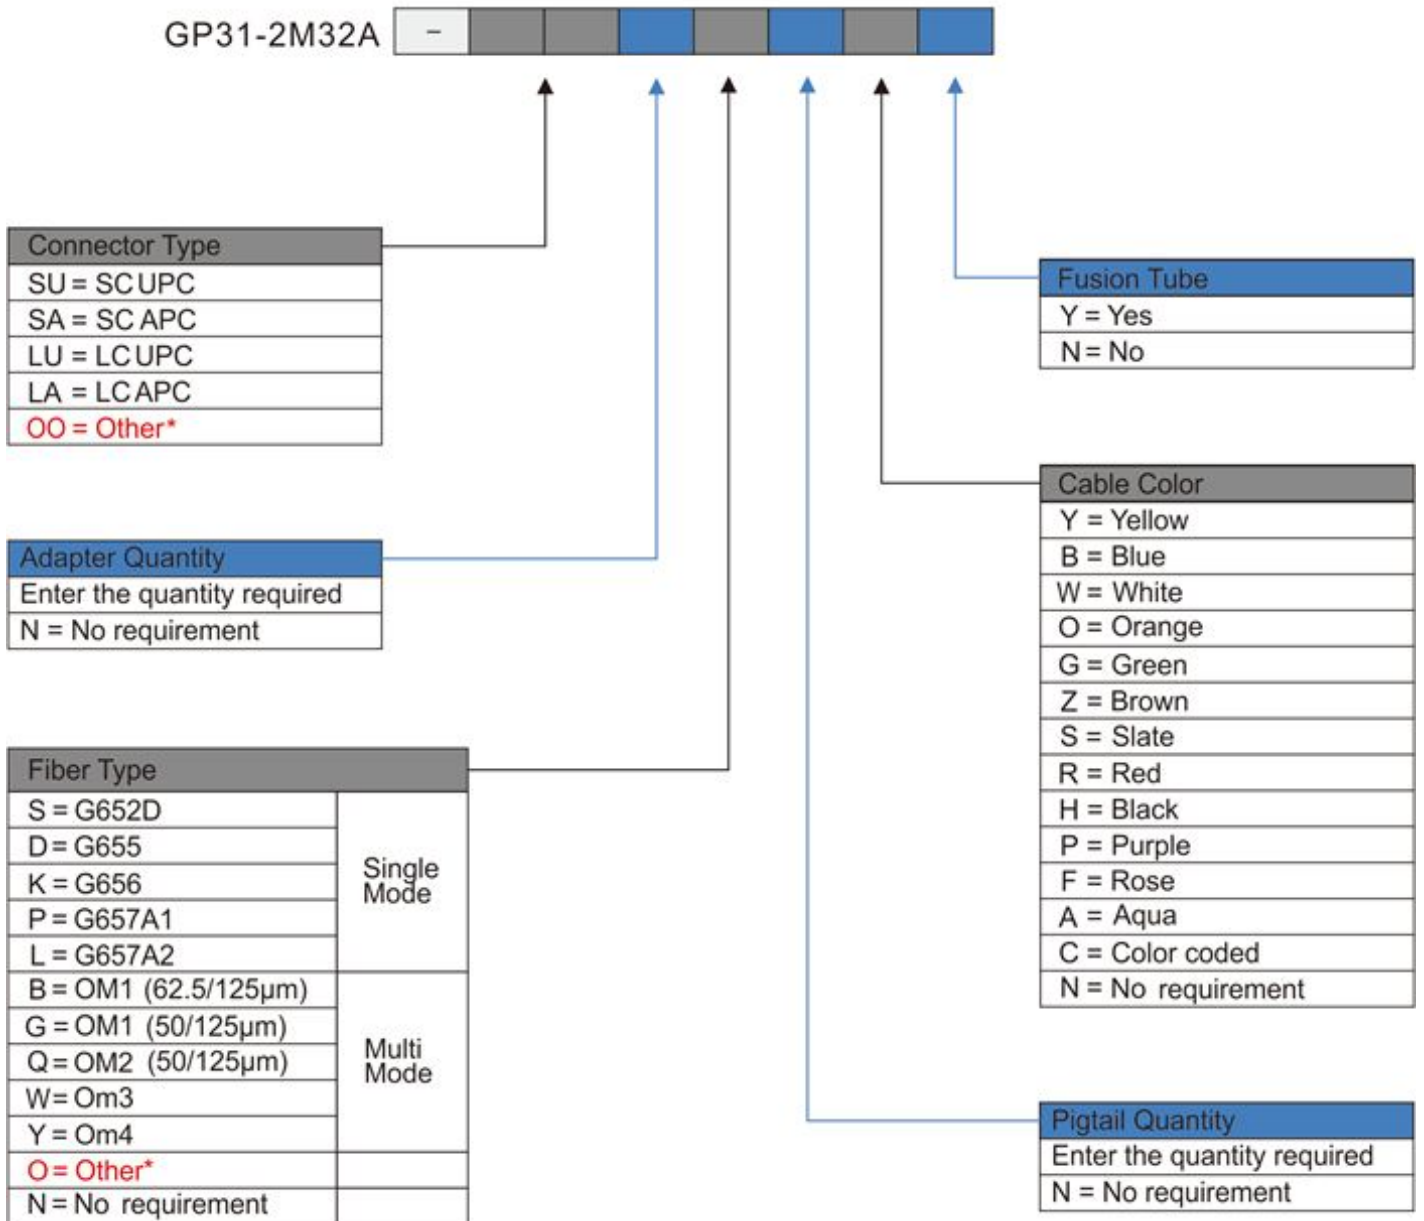 GP31-2M32A -
Connector Type
SU = SC UPC
SA = SC APC
LU = LC UPC
LA = LC APC
OO = Other*
Adapter Quantity
Enter the quantity required
N = No requirement
Fiber Type
S = G652D
D = G655
K = G656
P = G657A1
L = G657A2
Single
Mode
B = OM1 (62.5/125μm)
G = OM1 (50/125μm)
Q = OM2 (50/125μm)
W = Om3
Y = Om4
Multi
Mode
O = Other*
N = No requirement
Fusion Tube
Y = Yes
N = No
Cable Color
Y = Yellow
B = Blue
W = White
O = Orange
G = Green
Z = Brown
S = Slate
R = Red
H = Black
P = Purple
F = Rose
A = Aqua
C = Color coded
N = No requirement
Pigtail Quantity
Enter the quantity required
N = No requirement